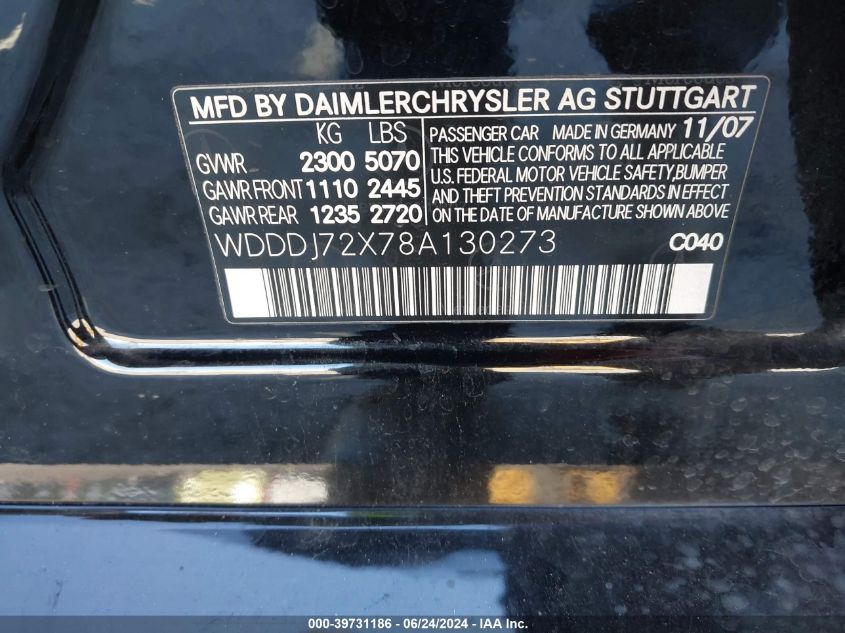 MFD BY DAIMLERCHRYSLER AG STUTTGART
KG LBS
GVWR 2300 5070
GAWR FRONT 1110 2445
GAWR REAR 1235 2720
PASSENGER CAR MADE IN GERMANY 11/07
THIS VEHICLE CONFORMS TO ALL APPLICABLE
U.S. FEDERAL MOTOR VEHICLE SAFETY,BUMPER
AND THEFT PREVENTION STANDARDS IN EFFECT
ON THE DATE OF MANUFACTURE SHOWN ABOVE
WDDDJ72X78A130273 C040
000-39731186 - 06/24/2024 - IAA, Inc.